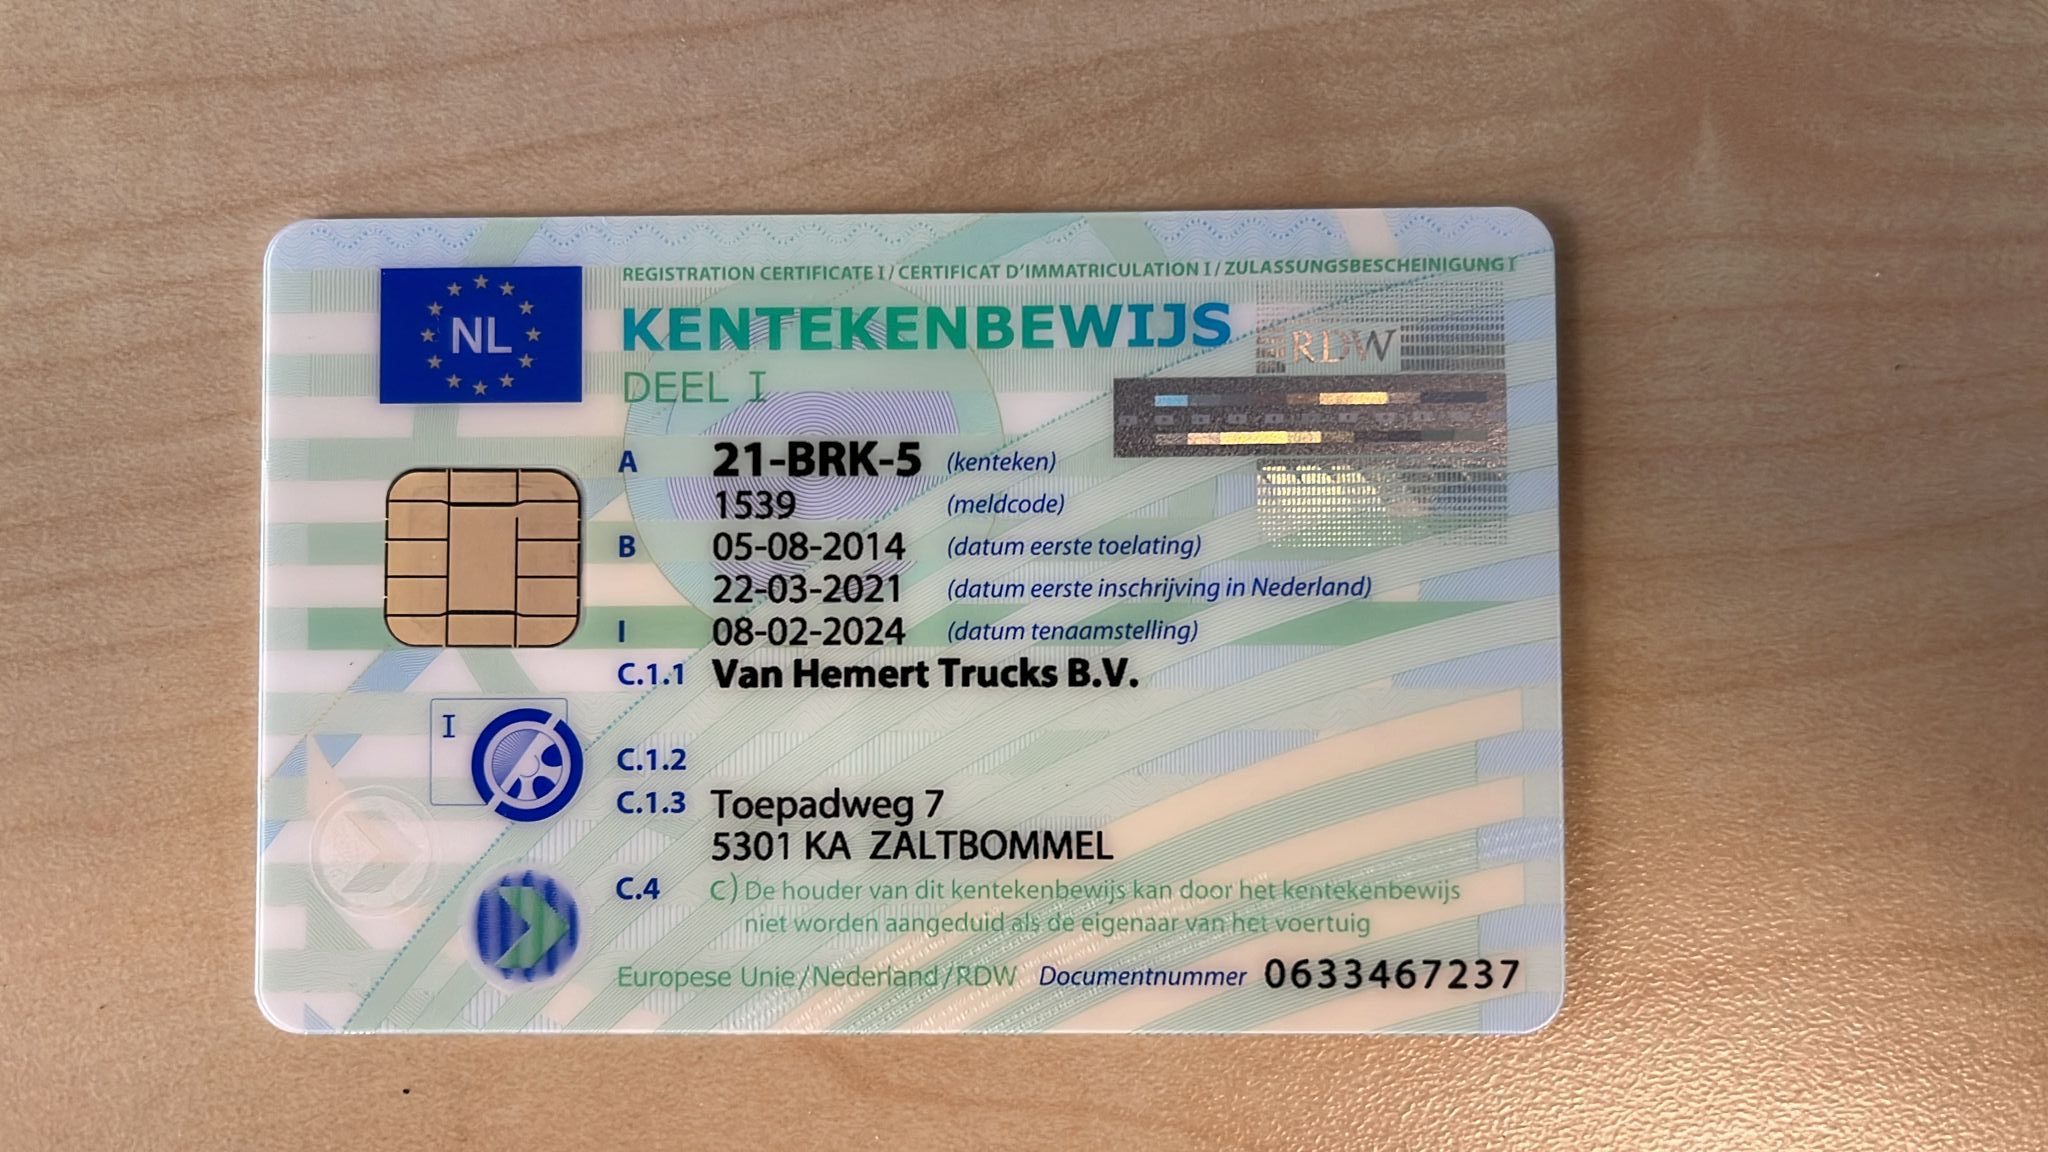 REGISTRATION CERTIFICATE I / CERTIFICAT D'IMMATRICULATION I / ZULASSUNGSBESCHEINIGUNG I
NL
KENTEKENBEWIJS
RDW
DEEL I
A 21-BRK-5 (kenteken)
1539 (meldcode)
B 05-08-2014 (datum eerste toelating)
22-03-2021 (datum eerste inschrijving in Nederland)
I 08-02-2024 (datum tenaamstelling)
C.1.1 Van Hemert Trucks B.V.
I
C.1.2
C.1.3 Toepadweg 7
5301 KA ZALTBOMMEL
C.4 C) De houder van dit kentekenbewijs kan door het kentekenbewijs
niet worden aangeduid als de eigenaar van het voertuig
Europese Unie/Nederland/RDW Documentnummer 0633467237